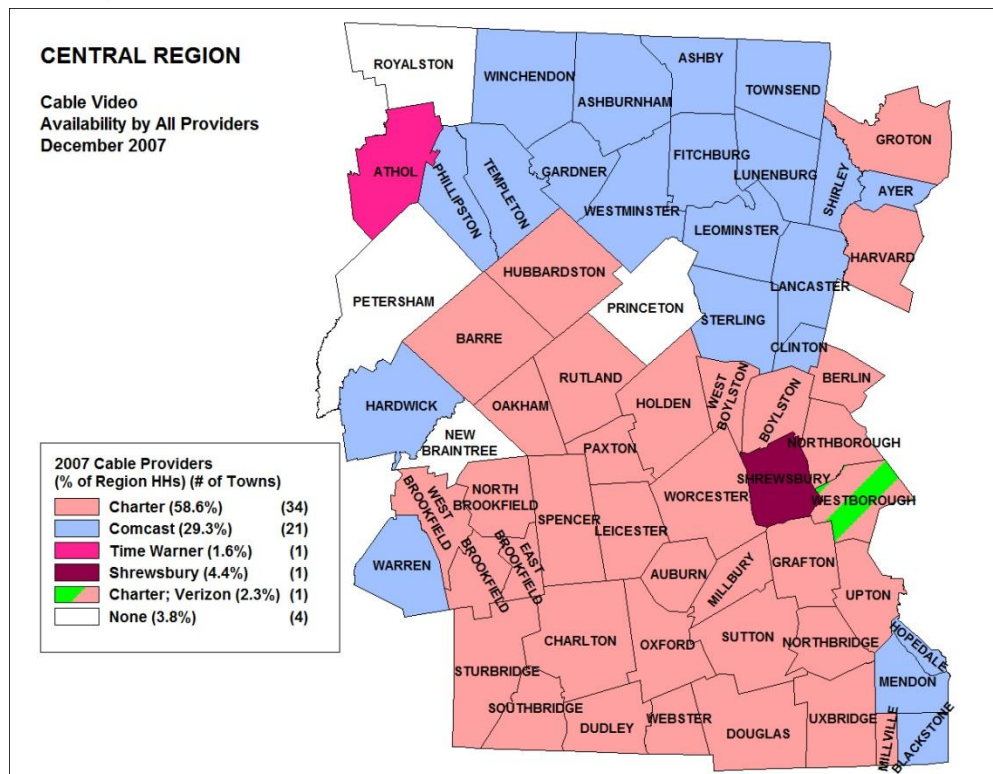 CENTRAL REGION
Cable Video
Availability by All Providers
December 2007
ROYALSTON
WINCHENDON
ASHBURNHAM
ASHBY
TOWNSEND
GROTON
ATHOL
PHILLIPSTON
TEMPLETON
GARDNER
WESTMINSTER
FITCHBURG
LUNENBURG
SHIRLEY
AYER
LEOMINSTER
HARVARD
HUBBARDSTON
LANCASTER
PETERSHAM
PRINCETON
STERLING
BARRE
CLINTON
RUTLAND
BERLIN
HARDWICK
OAKHAM
HOLDEN
WEST
BOYLSTON
BOYLSTON
NEW
BRAINTREE
PAXTON
NORTHBOROUGH
SHREWSBURY
WORCESTER
WESTBOROUGH
WEST
BROOKFIELD
NORTH
BROOKFIELD
SPENCER
LEICESTER
WARREN
BROOKFIELD
EAST
BROOKFIELD
AUBURN
MILLBURY
GRAFTON
UPTON
CHARLTON
OXFORD
SUTTON
NORTHBRIDGE
HOPEDALE
STURBRIDGE
MENDON
SOUTHBRIDGE
DUDLEY
WEBSTER
DOUGLAS
UXBRIDGE
MILLVILLE
BLACKSTONE
2007 Cable Providers
(% of Region HHs) (# of Towns)
Charter (58.6%) (34)
Comcast (29.3%) (21)
Time Warner (1.6%) (1)
Shrewsbury (4.4%) (1)
Charter; Verizon (2.3%) (1)
None (3.8%) (4)